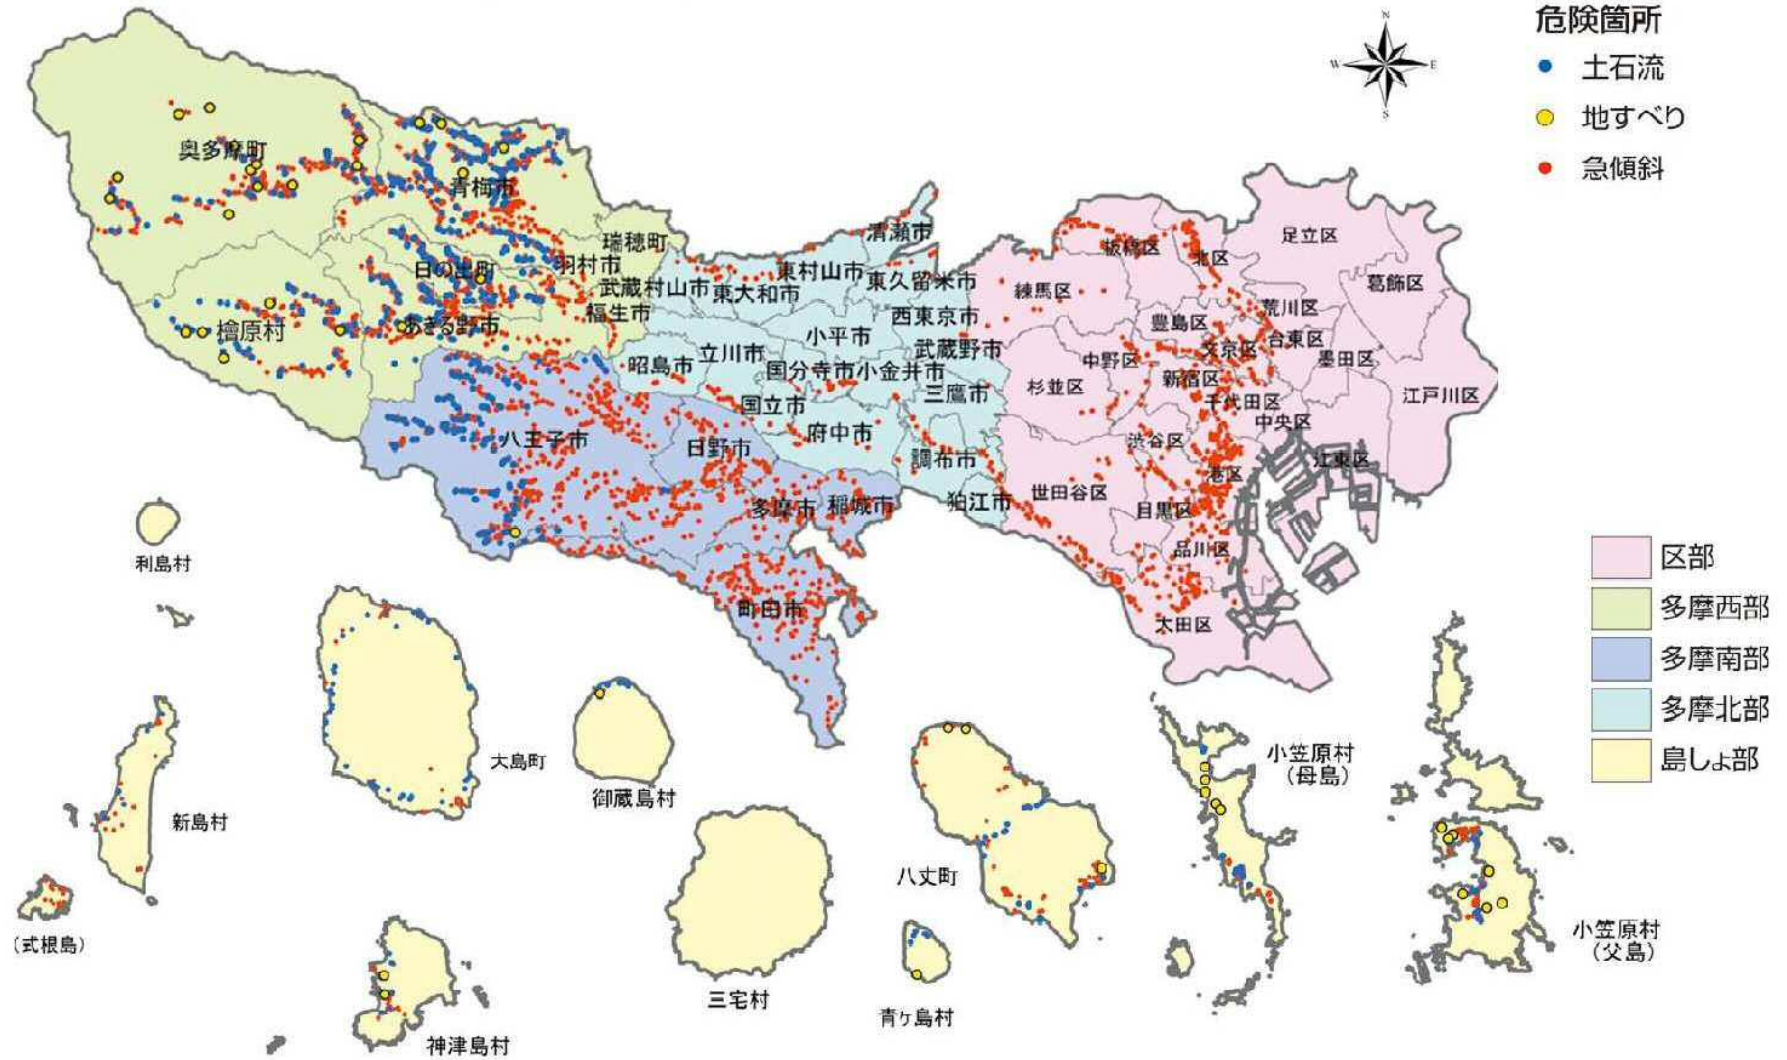 危険箇所
土石流
地すべり
急傾斜
N
W
E
S
奥多摩町
青梅市
瑞穂町
日の出町
羽村市
檜原村
あきる野市
福生市
武蔵村山市
東大和市
東村山市
清瀬市
東久留米市
西東京市
小平市
武蔵野市
昭島市
立川市
国分寺市
小金井市
三鷹市
国立市
府中市
調布市
狛江市
八王子市
日野市
多摩市
稲城市
町田市
板橋区
北区
足立区
葛飾区
練馬区
荒川区
豊島区
台東区
文京区
墨田区
中野区
新宿区
杉並区
千代田区
江戸川区
中央区
渋谷区
江東区
港区
世田谷区
目黒区
品川区
大田区
区部
多摩西部
多摩南部
多摩北部
島しょ部
利島村
大島町
新島村
(式根島)
神津島村
御蔵島村
三宅村
八丈町
青ヶ島村
小笠原村
(母島)
小笠原村
(父島)